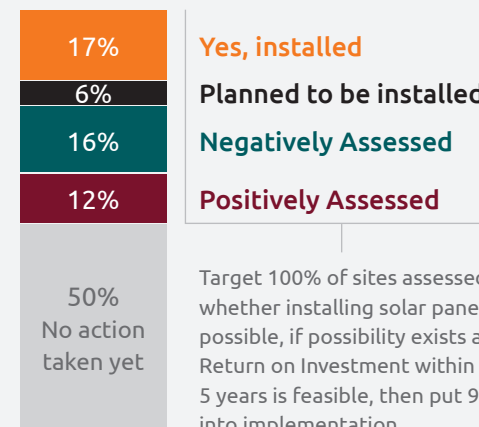 17%
Yes, installed
6%
Planned to be installed
16%
Negatively Assessed
12%
Positively Assessed
50%
No action
taken yet
Target 100% of sites assessed
whether installing solar
possible, if possibility exists
Return on Investment within
5 years is feasible, then put
into implementation